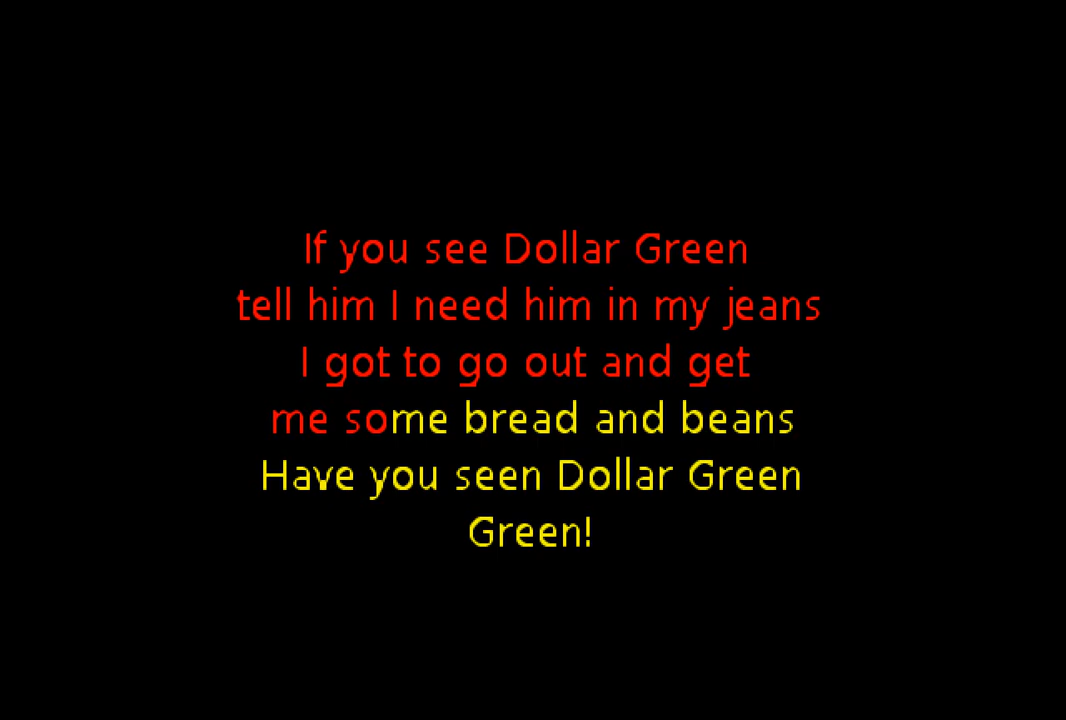 If you see Dollar Green
tell him I need him in my jeans
I got to go out and get
me some bread and beans
Have you seen Dollar Green
Green!